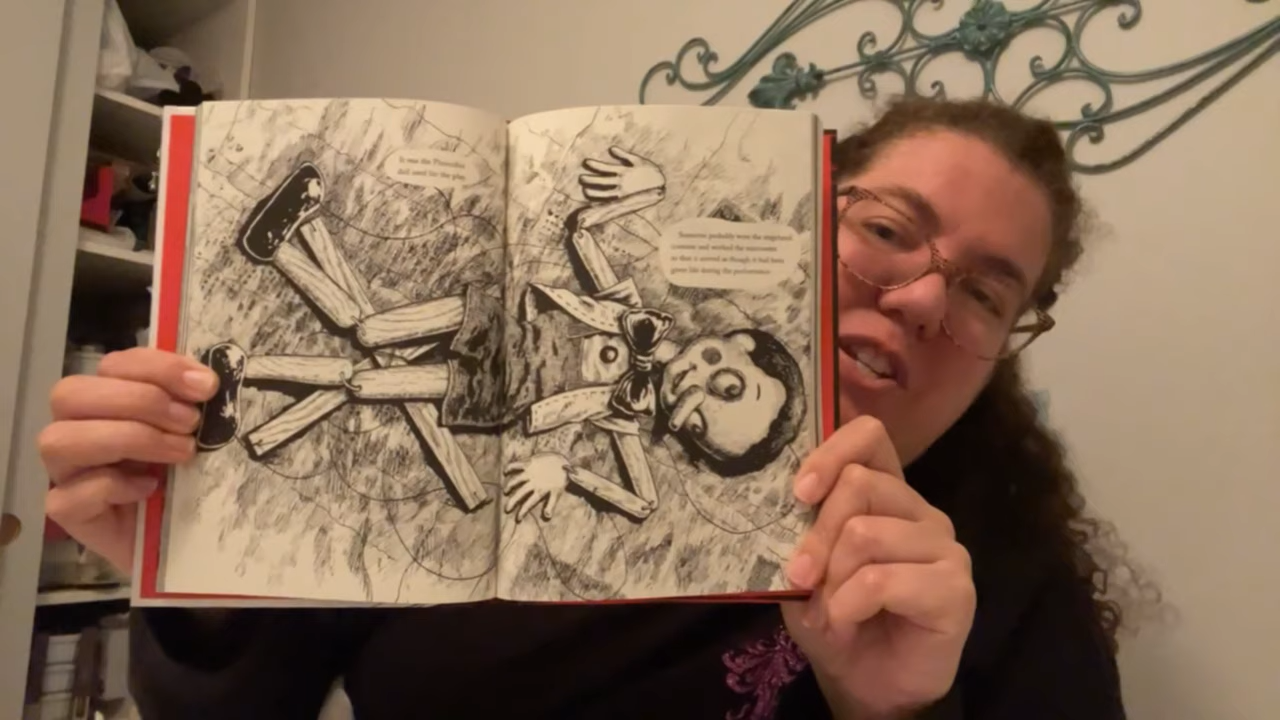 It was the Pinocchio
doll used for the play.
Someone probably wore the
costume and worked the marionette
so that it moved as though it had been
given life during the performance.